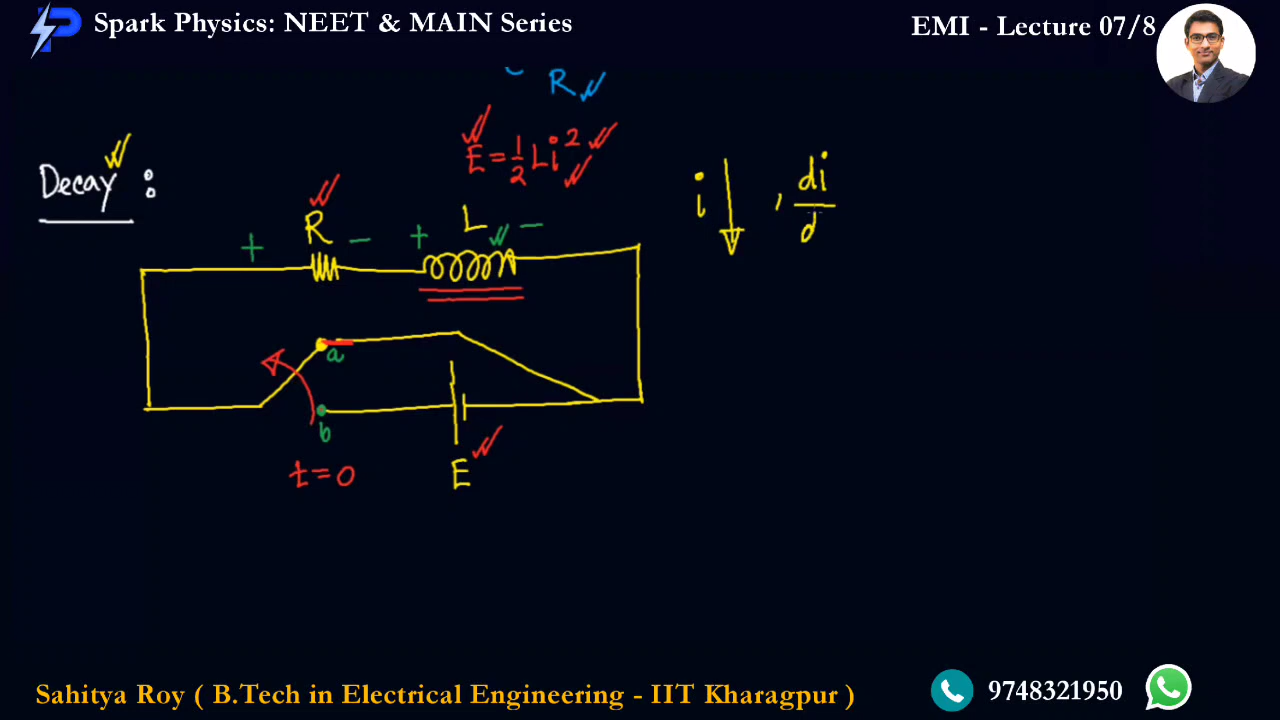 Spark Physics: NEET & MAIN Series
EMI - Lecture 07/8
R
E = 1/2 Li²
Decay :
i ↓ , di/d
R
L
+ − + −
a
b
t=0
E
Sahitya Roy ( B.Tech in Electrical Engineering - IIT Kharagpur )
9748321950